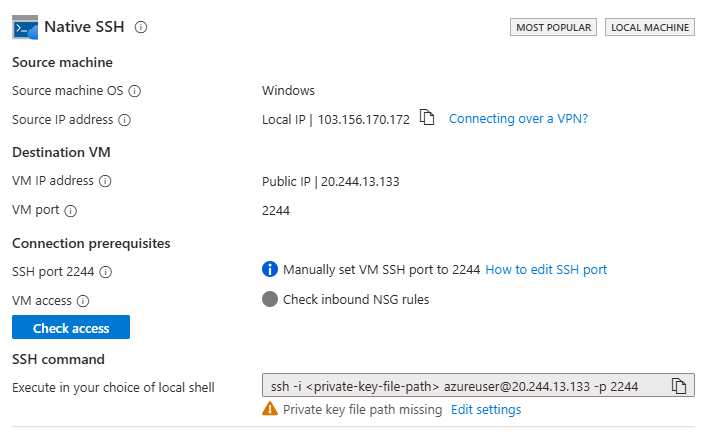 Native SSH MOST POPULAR LOCAL MACHINE
Source machine
Source machine OS Windows
Source IP address Local IP | 103.156.170.172 Connecting over a VPN?
Destination VM
VM IP address Public IP | 20.244.13.133
VM port 2244
Connection prerequisites
SSH port 2244 Manually set VM SSH port to 2244 How to edit SSH port
VM access Check inbound NSG rules
Check access
SSH command
Execute in your choice of local shell ssh -i <private-key-file-path> azureuser@20.244.13.133 -p 2244
Private key file path missing Edit settings